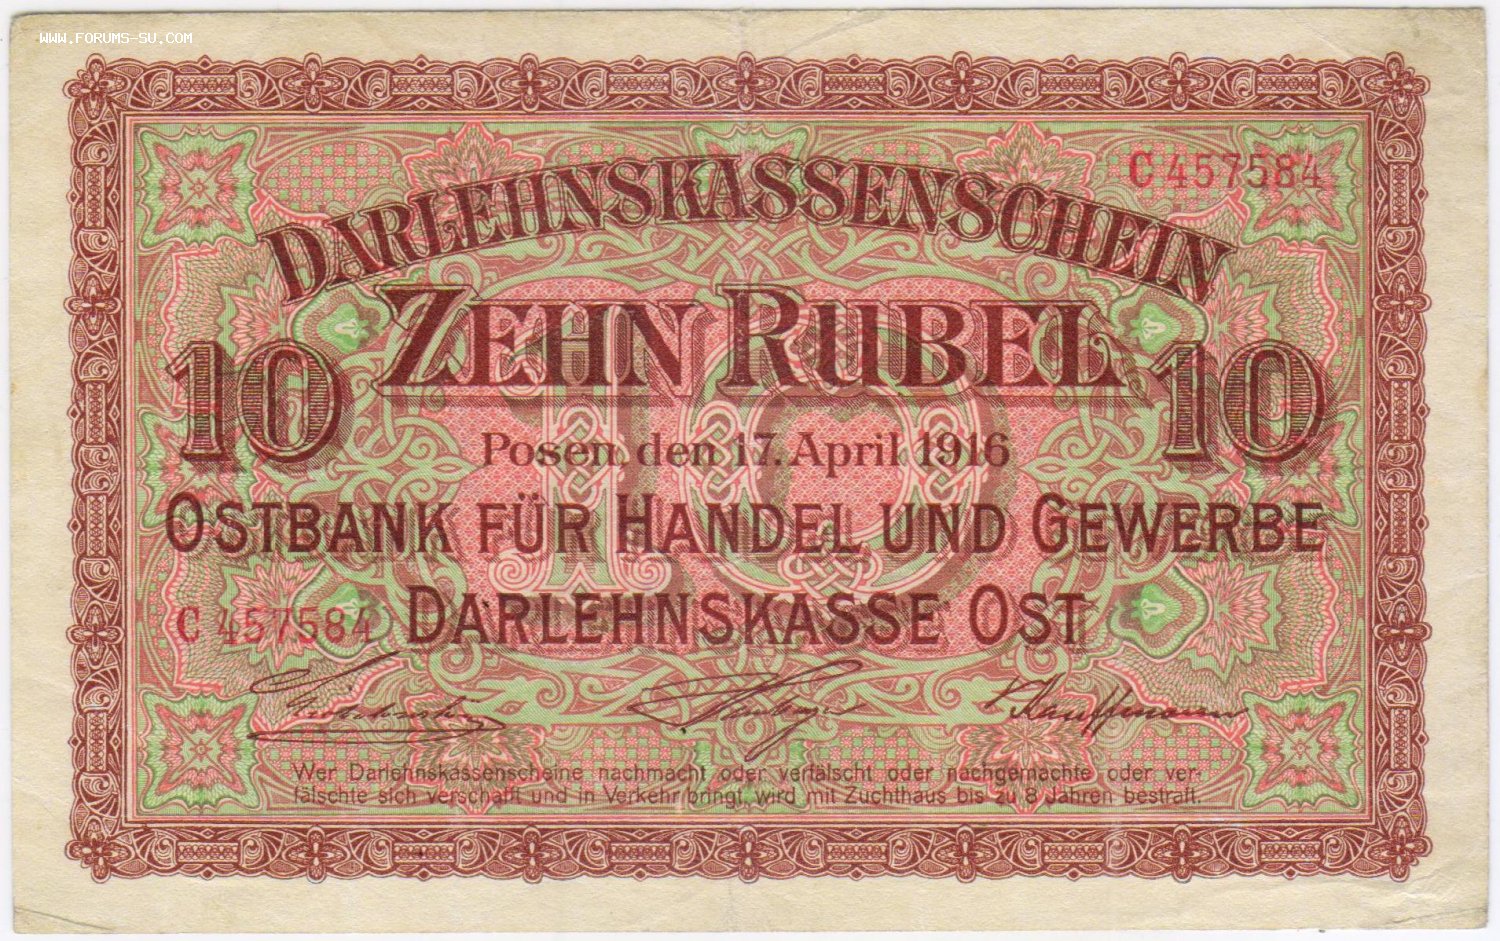 WWW.FORUMS-SU.COM
C 457584
DARLEHNSKASSENSCHEIN
ZEHN RUBEL
10 10
10
Posen, den 17. April 1916
OSTBANK FÜR HANDEL UND GEWERBE
C 457584 DARLEHNSKASSE OST
Kauffmann
Wer Darlehnskassenscheine nachmacht oder verfälscht oder nachgemachte oder ver-
fälschte sich verschafft und in Verkehr bringt, wird mit Zuchthaus bis zu 8 Jahren bestraft.